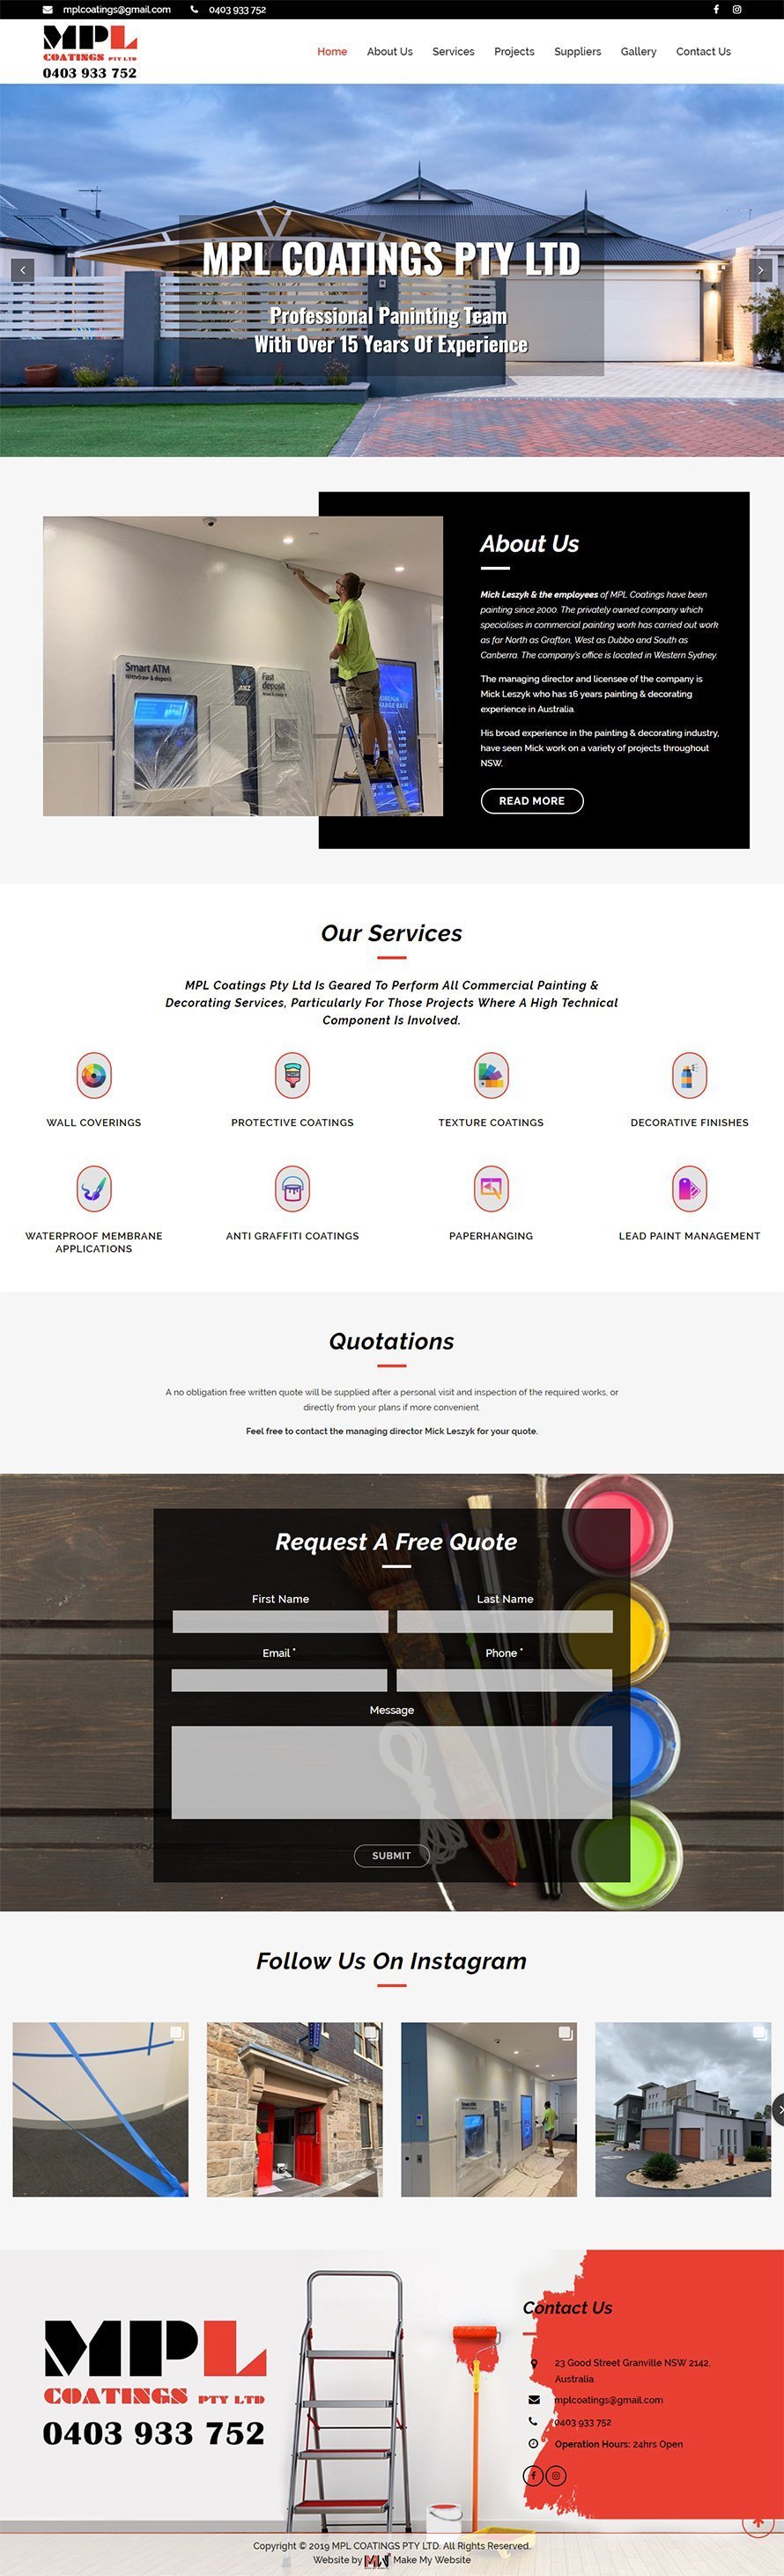 mplcoatings@gmail.com 0403 933 752
MPL
COATINGS PTY LTD
0403 933 752
Home About Us Services Projects Suppliers Gallery Contact Us
MPL COATINGS PTY LTD
Professional Paninting Team
With Over 15 Years Of Experience
Smart ATM
Withdraw & deposit
ANZ
Fast
deposit
About Us
Mick Leszyk & the employees of MPL Coatings have been
painting since 2000. The privately owned company which
specialises in commercial painting work has carried out work
as far North as Grafton, West as Dubbo and South as
Canberra. The company's office is located in Western Sydney.
The managing director and licensee of the company is
Mick Leszyk who has 16 years painting & decorating
experience in Australia.
His broad experience in the painting & decorating industry,
have seen Mick work on a variety of projects throughout
NSW.
READ MORE
Our Services
MPL Coatings Pty Ltd Is Geared To Perform All Commercial Painting &
Decorating Services, Particularly For Those Projects Where A High Technical
Component Is Involved.
WALL COVERINGS PROTECTIVE COATINGS TEXTURE COATINGS DECORATIVE FINISHES
WATERPROOF MEMBRANE ANTI GRAFFITI COATINGS PAPERHANGING LEAD PAINT MANAGEMENT
APPLICATIONS
Quotations
A no obligation free written quote will be supplied after a personal visit and inspection of the required works, or
directly from your plans if more convenient
Feel free to contact the managing director Mick Leszyk for your quote.
Request A Free Quote
First Name Last Name
Email * Phone *
Message
SUBMIT
Follow Us On Instagram
MPL
COATINGS PTY LTD
0403 933 752
Contact Us
23 Good Street Granville NSW 2142,
Australia
mplcoatings@gmail.com
0403 933 752
Operation Hours: 24hrs Open
Copyright © 2019 MPL COATINGS PTY LTD. All Rights Reserved.
Website by MMW Make My Website